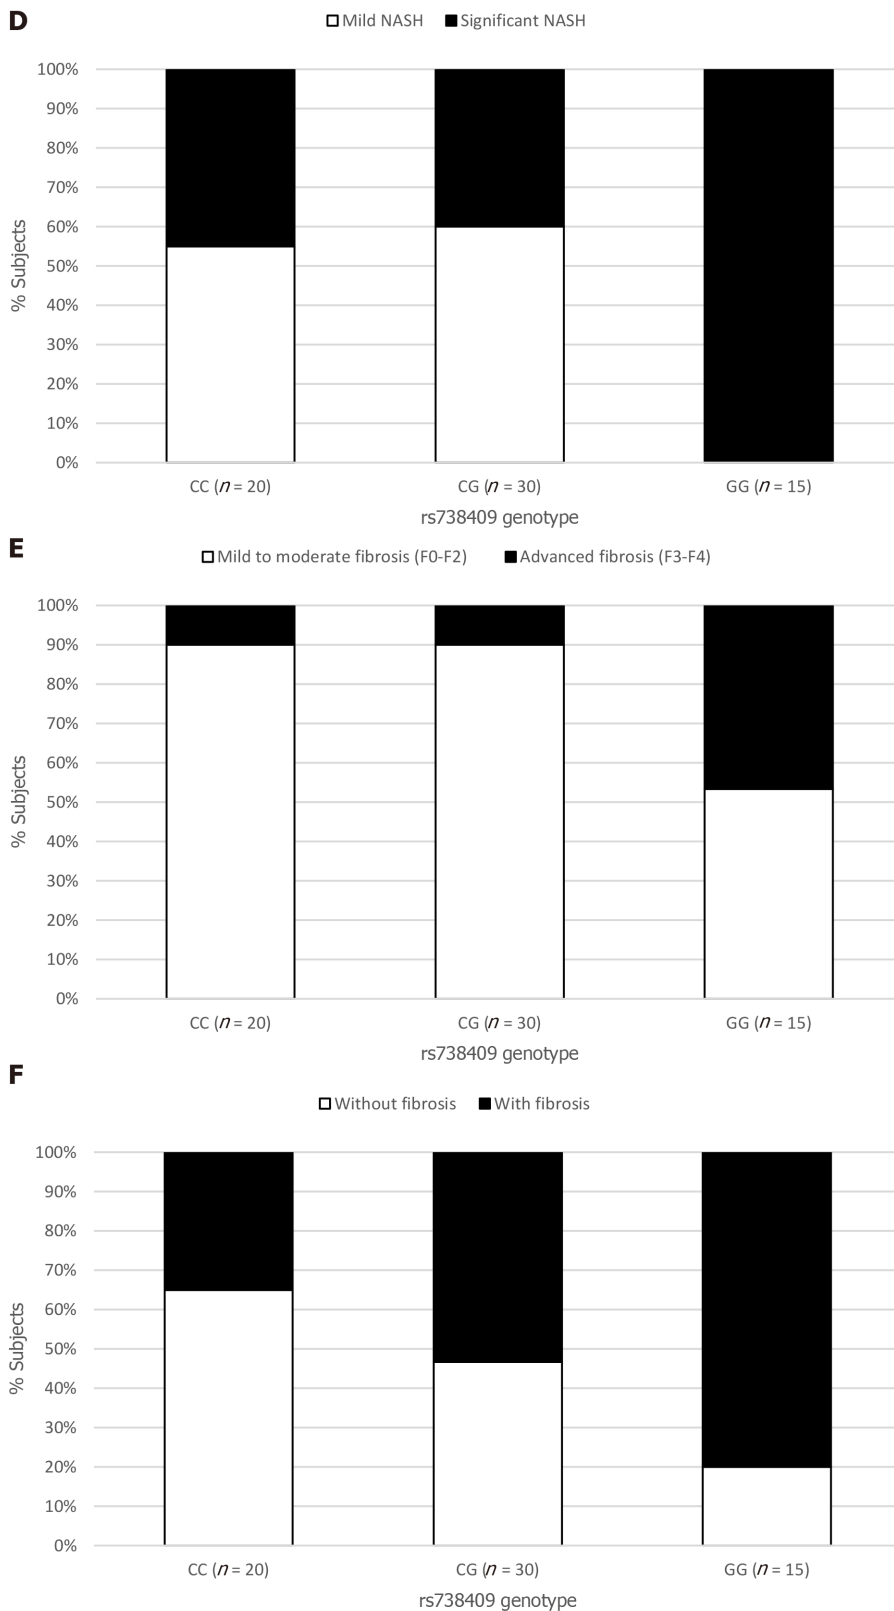 D
Mild NASH Significant NASH
100%
90%
80%
70%
60%
50%
40%
30%
20%
10%
0%
% Subjects
CC (n = 20) CG (n = 30) GG (n = 15)
rs738409 genotype
E
Mild to moderate fibrosis (F0-F2) Advanced fibrosis (F3-F4)
100%
90%
80%
70%
60%
50%
40%
30%
20%
10%
0%
% Subjects
CC (n = 20) CG (n = 30) GG (n = 15)
rs738409 genotype
F
Without fibrosis With fibrosis
100%
90%
80%
70%
60%
50%
40%
30%
20%
10%
0%
% Subjects
CC (n = 20) CG (n = 30) GG (n = 15)
rs738409 genotype